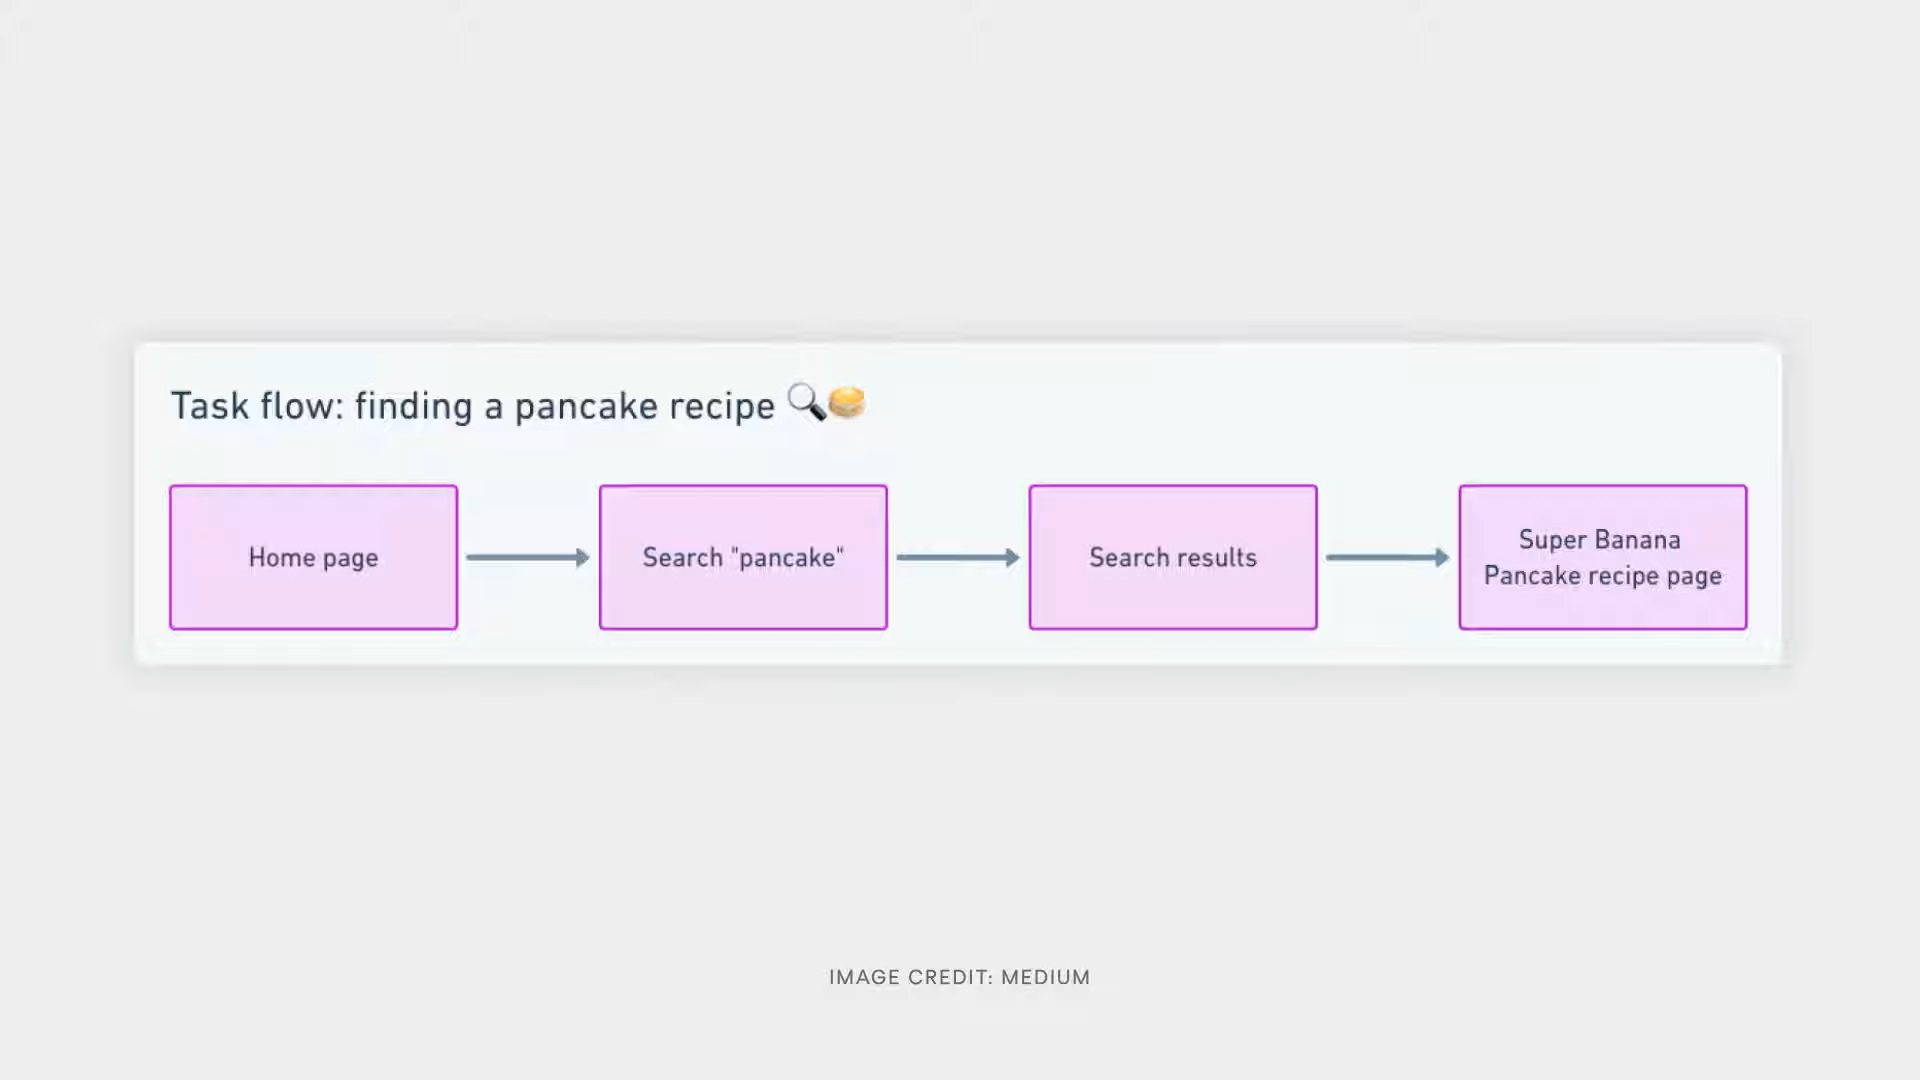 Task flow: finding a pancake recipe 🔍🥞
Home page
Search "pancake"
Search results
Super Banana
Pancake recipe page
IMAGE CREDIT: MEDIUM